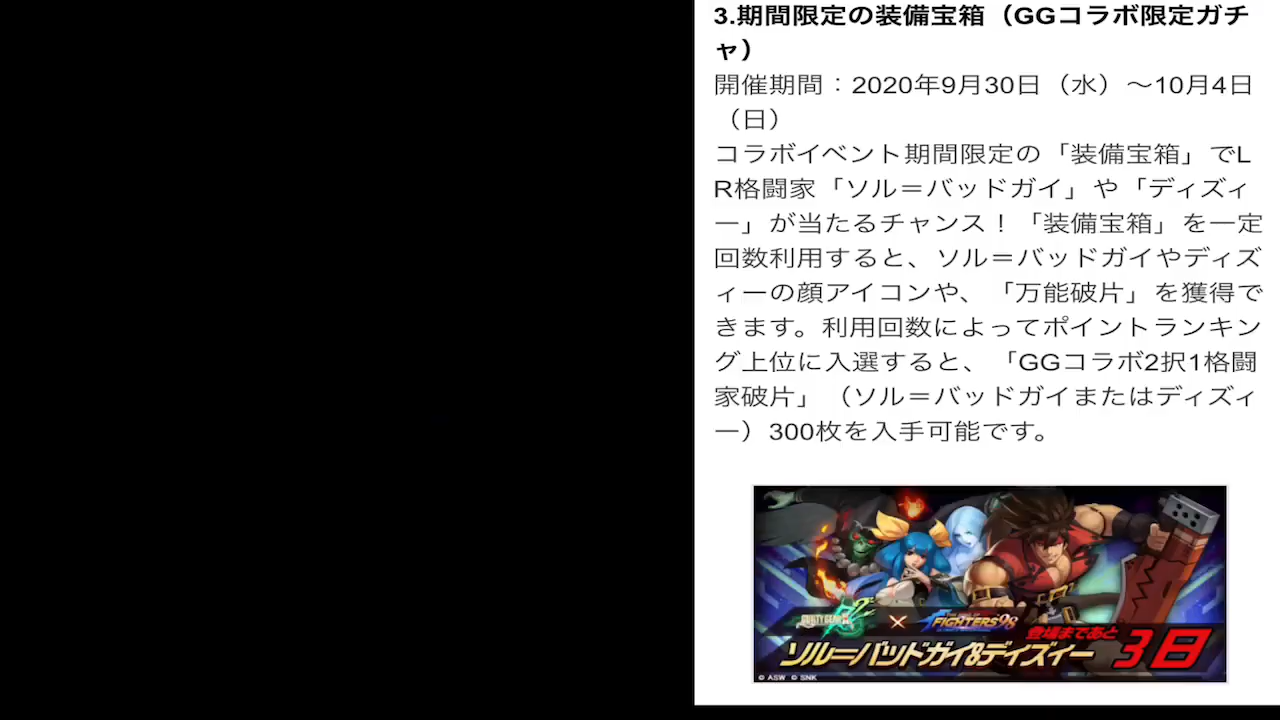 3.期間限定の装備宝箱（GGコラボ限定ガチ
ャ）
開催期間：2020年9月30日（水）〜10月4日
（日）
コラボイベント期間限定の「装備宝箱」でL
R格闘家「ソル＝バッドガイ」や「ディズィ
ー」が当たるチャンス！「装備宝箱」を一定
回数利用すると、ソル＝バッドガイやディズ
ィーの顔アイコンや、「万能破片」を獲得で
きます。利用回数によってポイントランキン
グ上位に入選すると、「GGコラボ2択1格闘
家破片」（ソル＝バッドガイまたはディズィ
ー）300枚を入手可能です。
GUILTY GEAR
×
FIGHTERS'98
登場まであと
3日
ソル＝バッドガイ&ディズィー
© ASW © SNK